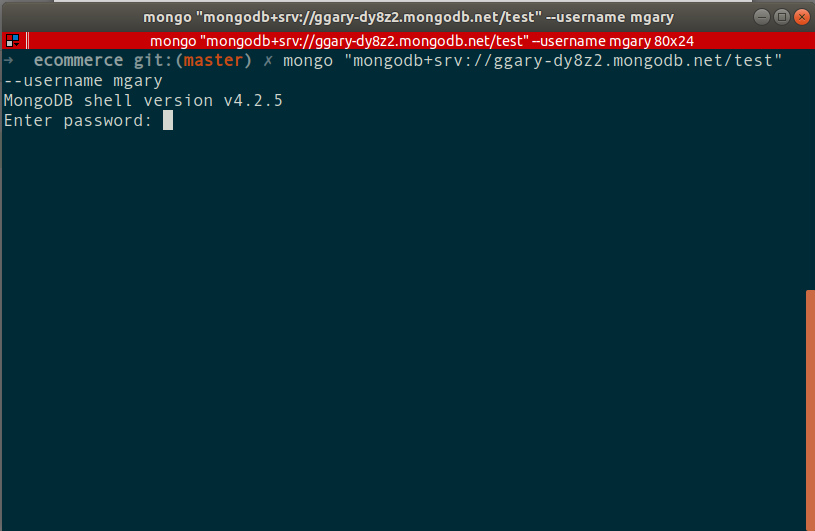 mongo "mongodb+srv://ggary-dy8z2.mongodb.net/test" --username mgary
mongo "mongodb+srv://ggary-dy8z2.mongodb.net/test" --username mgary 80x24
➜  ecommerce git:(master) ✗ mongo "mongodb+srv://ggary-dy8z2.mongodb.net/test"
--username mgary
MongoDB shell version v4.2.5
Enter password: